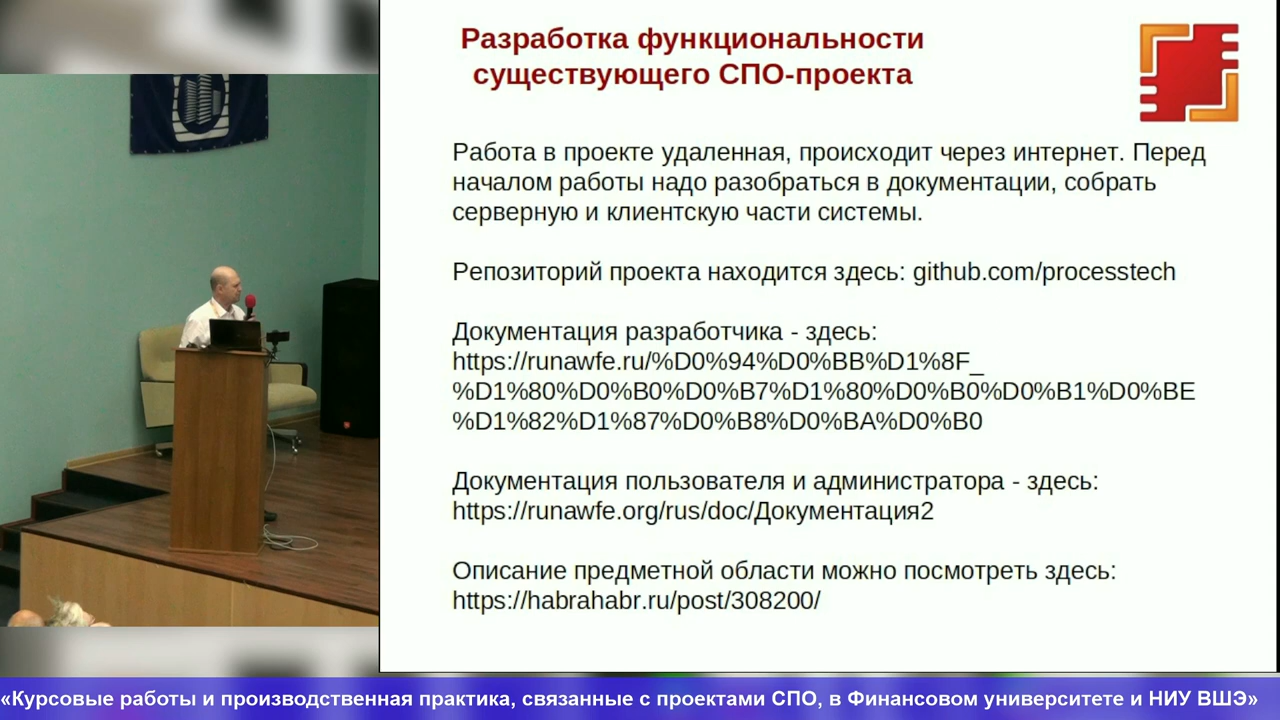 Разработка функциональности
существующего СПО-проекта
Работа в проекте удаленная, происходит через интернет. Перед
началом работы надо разобраться в документации, собрать
серверную и клиентскую части системы.
Репозиторий проекта находится здесь: github.com/processtech
Документация разработчика - здесь:
https://runawfe.ru/%D0%94%D0%BB%D1%8F_
%D1%80%D0%B0%D0%B7%D1%80%D0%B0%D0%B1%D0%BE
%D1%82%D1%87%D0%B8%D0%BA%D0%B0
Документация пользователя и администратора - здесь:
https://runawfe.org/rus/doc/Документация2
Описание предметной области можно посмотреть здесь:
https://habrahabr.ru/post/308200/
«Курсовые работы и производственная практика, связанные с проектами СПО, в Финансовом университете и НИУ ВШЭ»